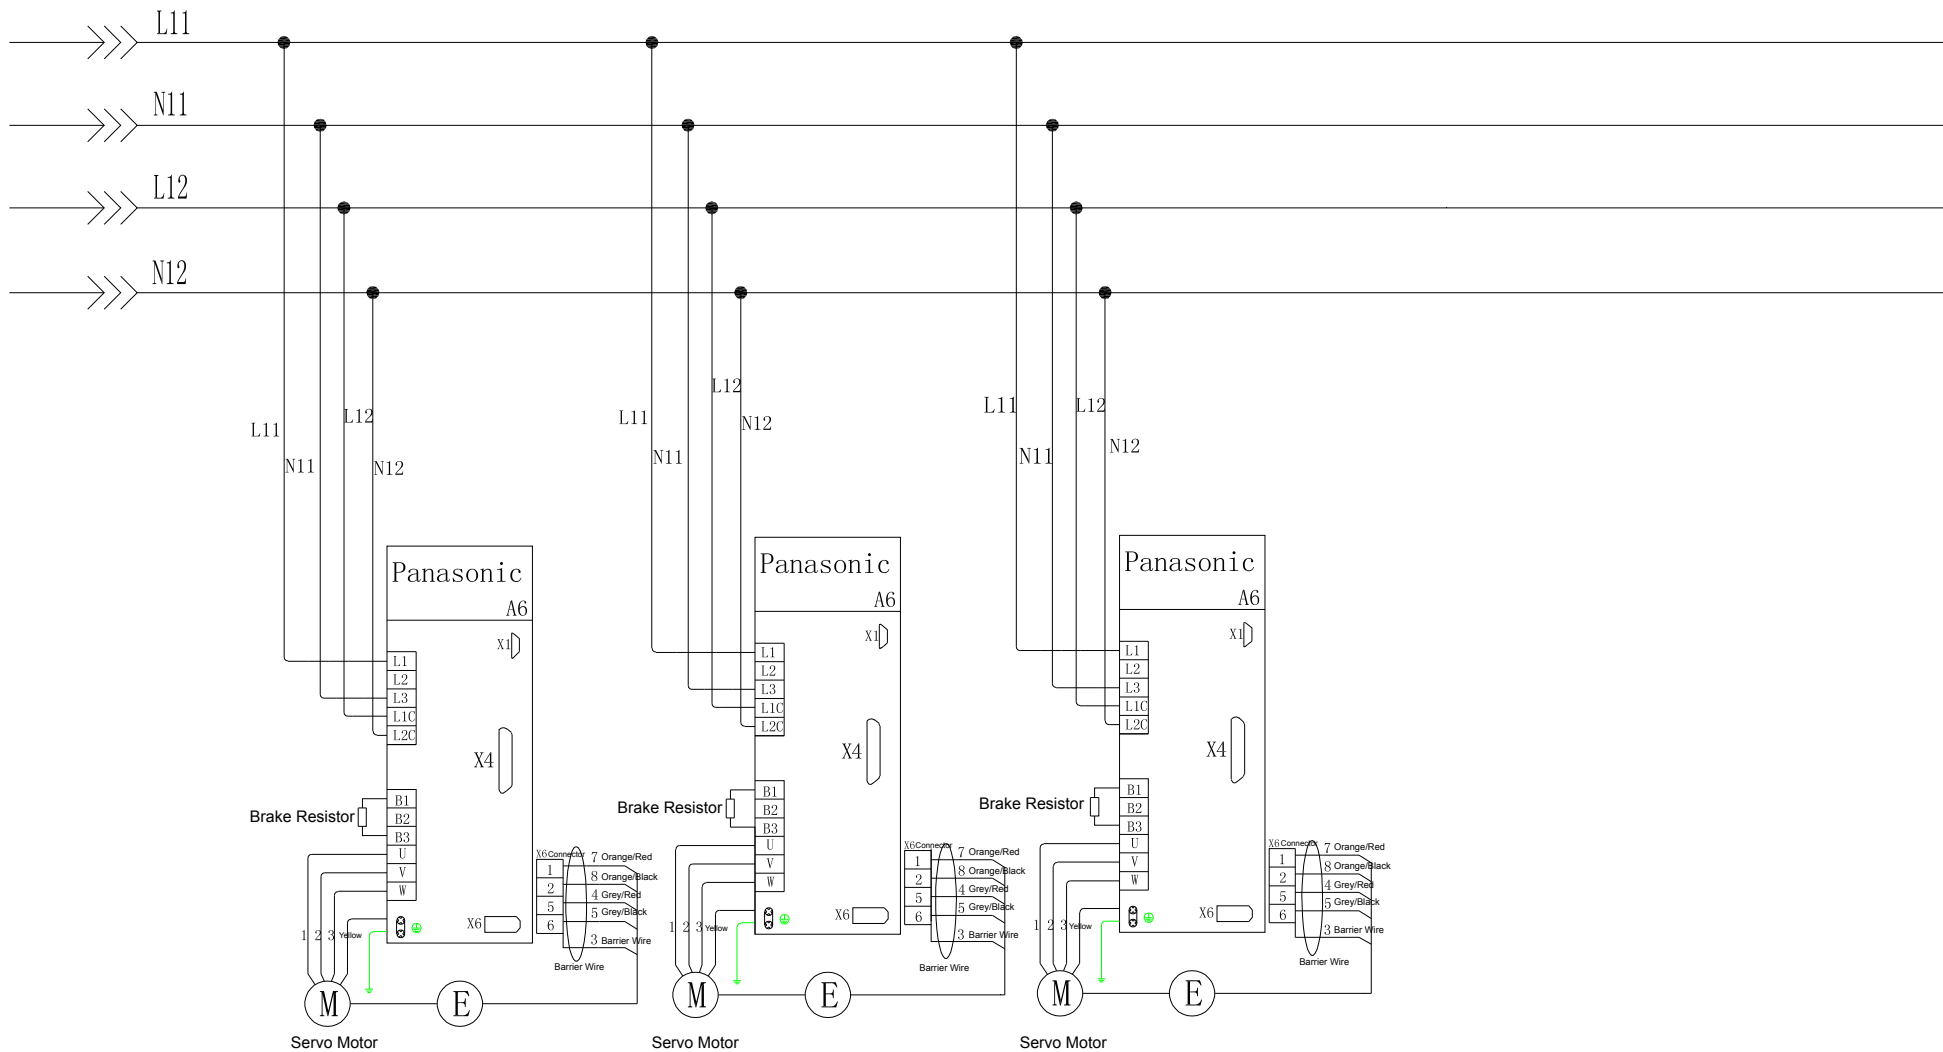 L11
N11
L12
N12
L11
N11
L12
N12
L11
N11
L12
N12
L11
N11
L12
N12
Panasonic
A6
X1
L1
L2
L3
L1C
L2C
X4
Brake Resistor
B1
B2
B3
U
V
W
X6Connector
1
2
5
6
7 Orange/Red
8 Orange/Black
4 Grey/Red
5 Grey/Black
3 Barrier Wire
Barrier Wire
X6
1 2 3 Yellow
M
E
Servo Motor
Panasonic
A6
X1
L1
L2
L3
L1C
L2C
X4
Brake Resistor
B1
B2
B3
U
V
W
X6Connector
1
2
5
6
7 Orange/Red
8 Orange/Black
4 Grey/Red
5 Grey/Black
3 Barrier Wire
Barrier Wire
X6
1 2 3 Yellow
M
E
Servo Motor
Panasonic
A6
X1
L1
L2
L3
L1C
L2C
X4
Brake Resistor
B1
B2
B3
U
V
W
X6Connector
1
2
5
6
7 Orange/Red
8 Orange/Black
4 Grey/Red
5 Grey/Black
3 Barrier Wire
Barrier Wire
X6
1 2 3 Yellow
M
E
Servo Motor